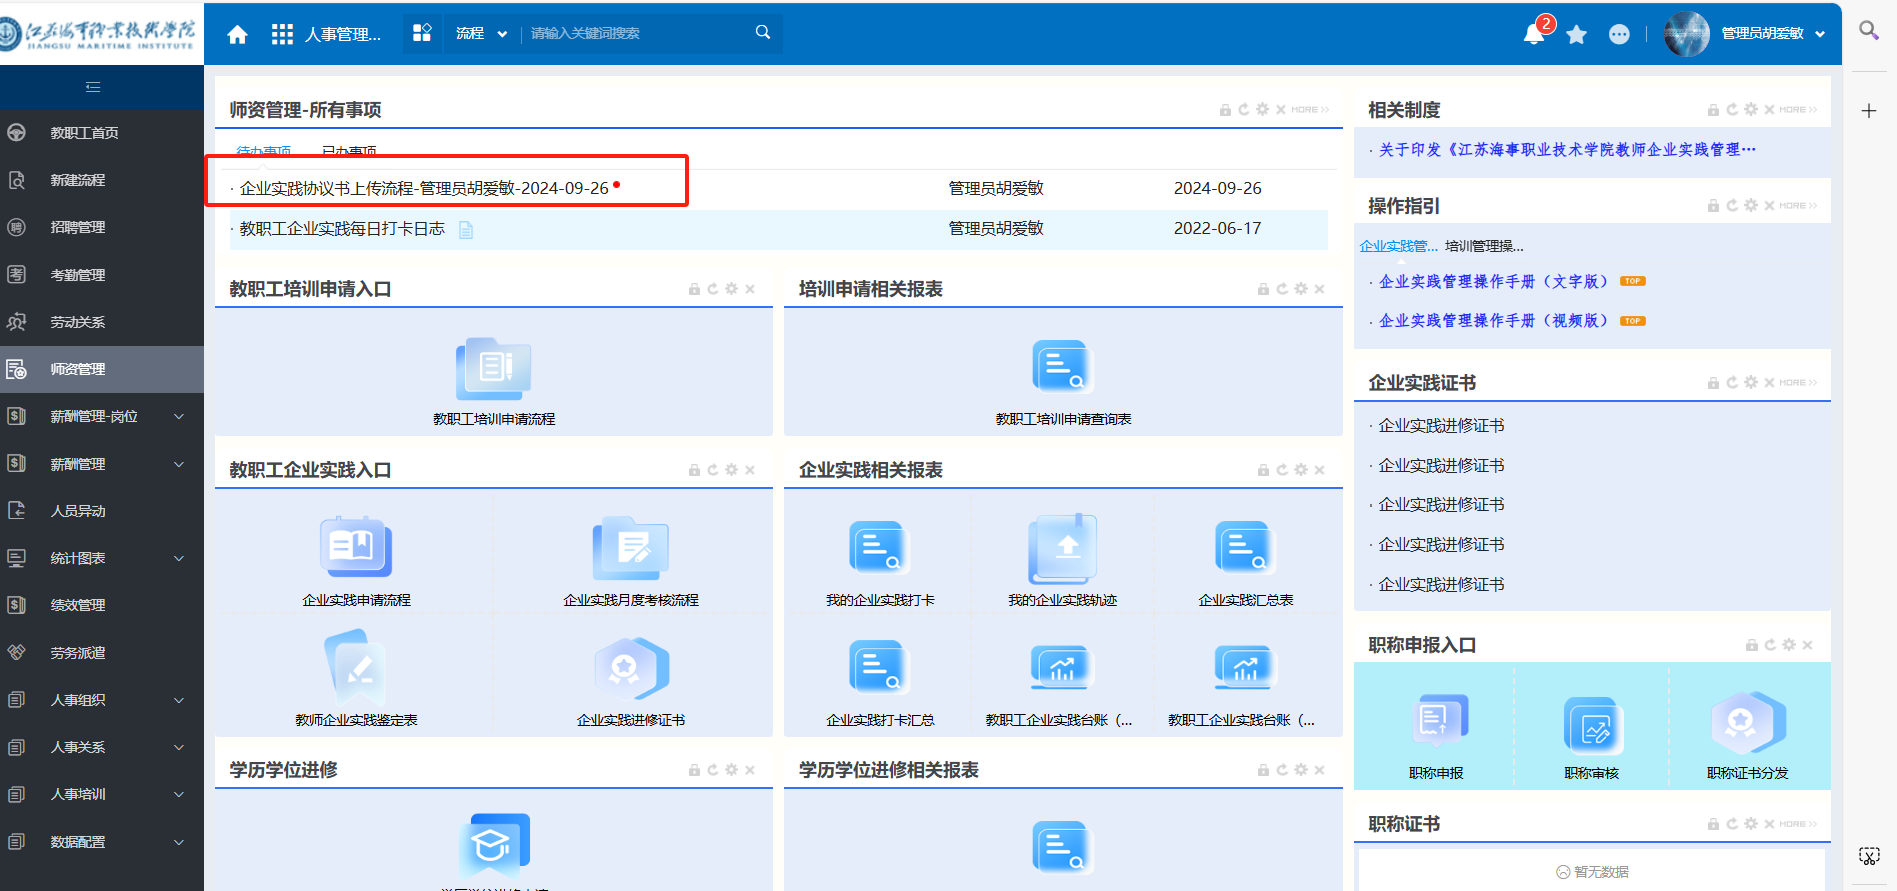 江苏海事职业技术学院
JIANGSU MARITIME INSTITUTE
人事管理...
流程
请输入关键词搜索
2
管理员胡爱敏
教职工首页
新建流程
招聘管理
考勤管理
劳动关系
师资管理
薪酬管理-岗位
薪酬管理
人员异动
统计图表
绩效管理
劳务派遣
人事组织
人事关系
人事培训
数据配置
师资管理-所有事项
MORE >>
待办事项 已办事项
· 企业实践协议书上传流程-管理员胡爱敏-2024-09-26 管理员胡爱敏 2024-09-26
· 教职工企业实践每日打卡日志 管理员胡爱敏 2022-06-17
教职工培训申请入口
教职工培训申请流程
培训申请相关报表
教职工培训申请查询表
教职工企业实践入口
企业实践申请流程
企业实践月度考核流程
教师企业实践鉴定表
企业实践进修证书
企业实践相关报表
我的企业实践打卡
我的企业实践轨迹
企业实践汇总表
企业实践打卡汇总
教职工企业实践台账（...
教职工企业实践台账（...
学历学位进修
学历学位进修相关报表
相关制度
MORE >>
· 关于印发《江苏海事职业技术学院教师企业实践管理…
操作指引
MORE >>
企业实践管... 培训管理操...
· 企业实践管理操作手册（文字版） TOP
· 企业实践管理操作手册（视频版） TOP
企业实践证书
MORE >>
· 企业实践进修证书
· 企业实践进修证书
· 企业实践进修证书
· 企业实践进修证书
· 企业实践进修证书
职称申报入口
职称申报
职称审核
职称证书分发
职称证书
MORE >>
暂无数据